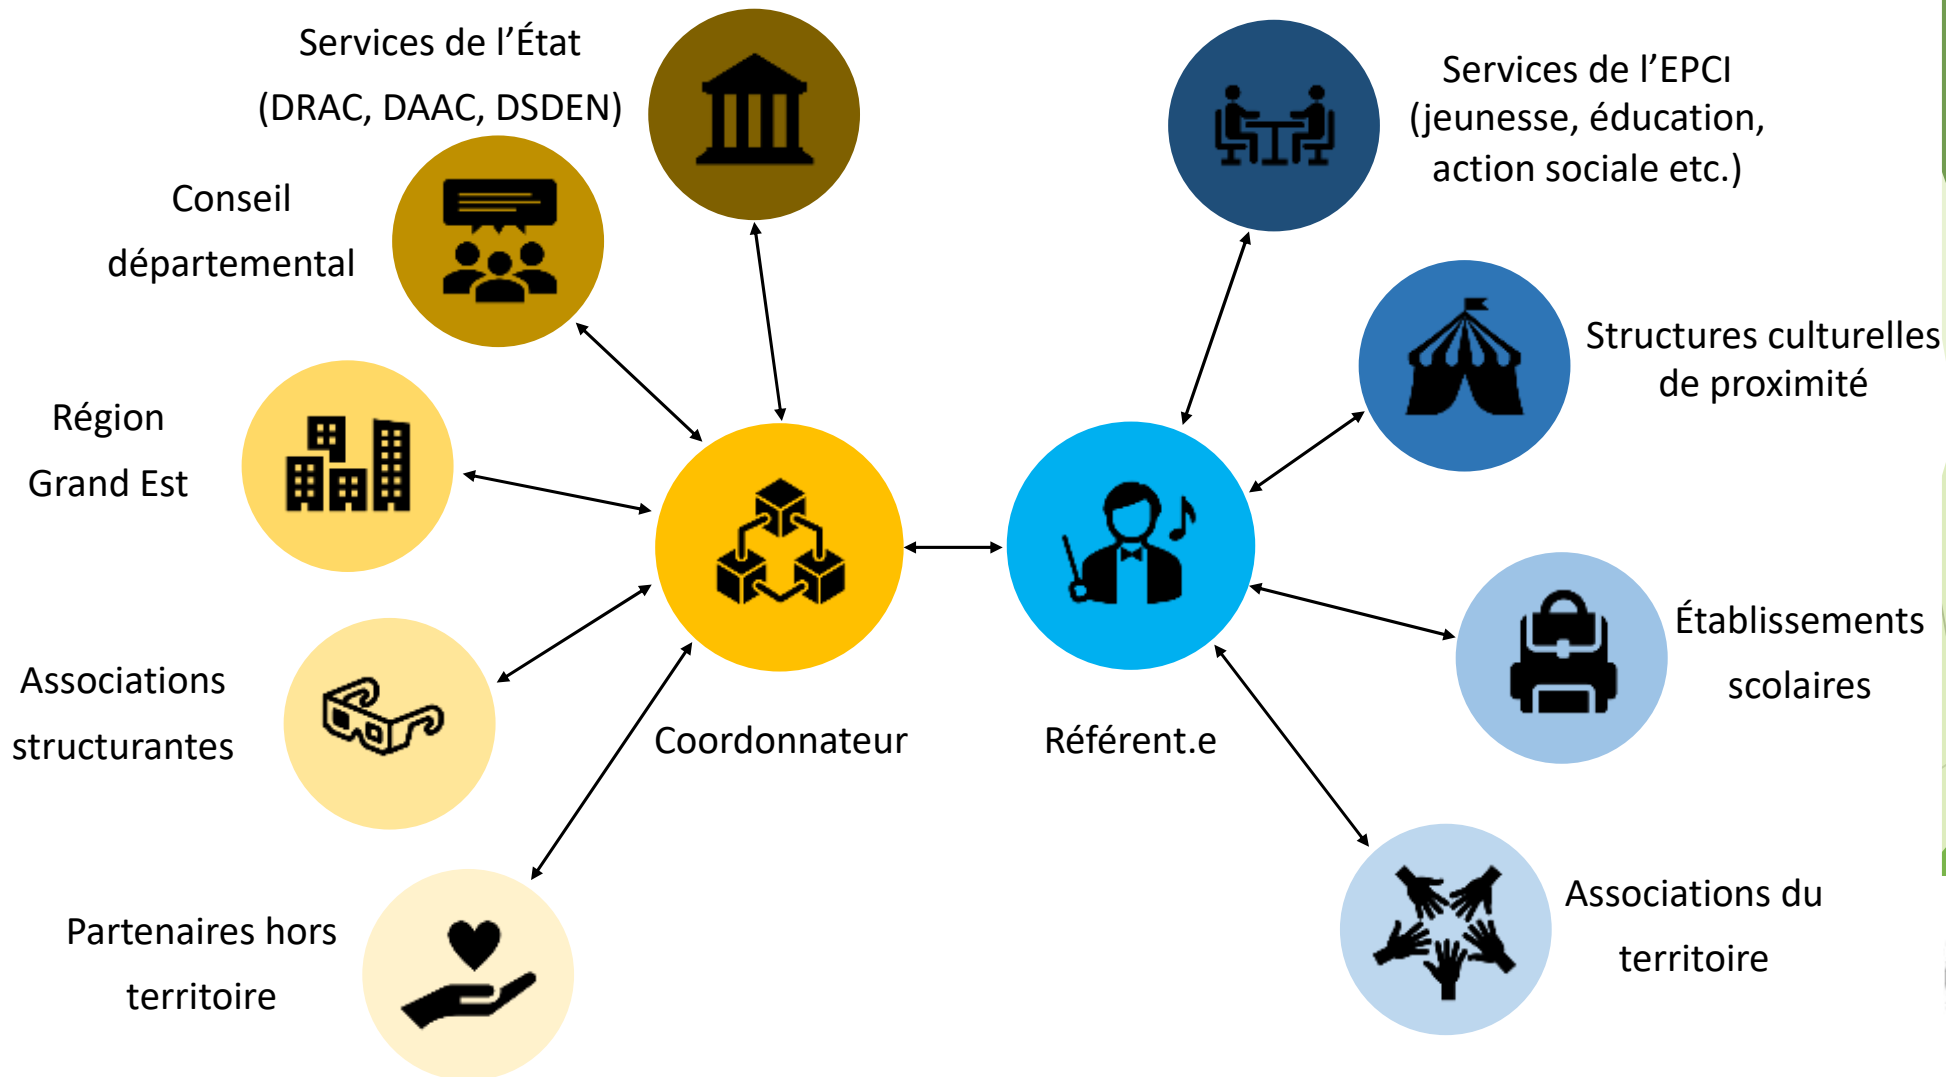 Services de l’État
(DRAC, DAAC, DSDEN)
Conseil
départemental
Région
Grand Est
Associations
structurantes
Partenaires hors
territoire
Coordonnateur
Référent.e
Services de l’EPCI
(jeunesse, éducation,
action sociale etc.)
Structures culturelles
de proximité
Établissements
scolaires
Associations du
territoire